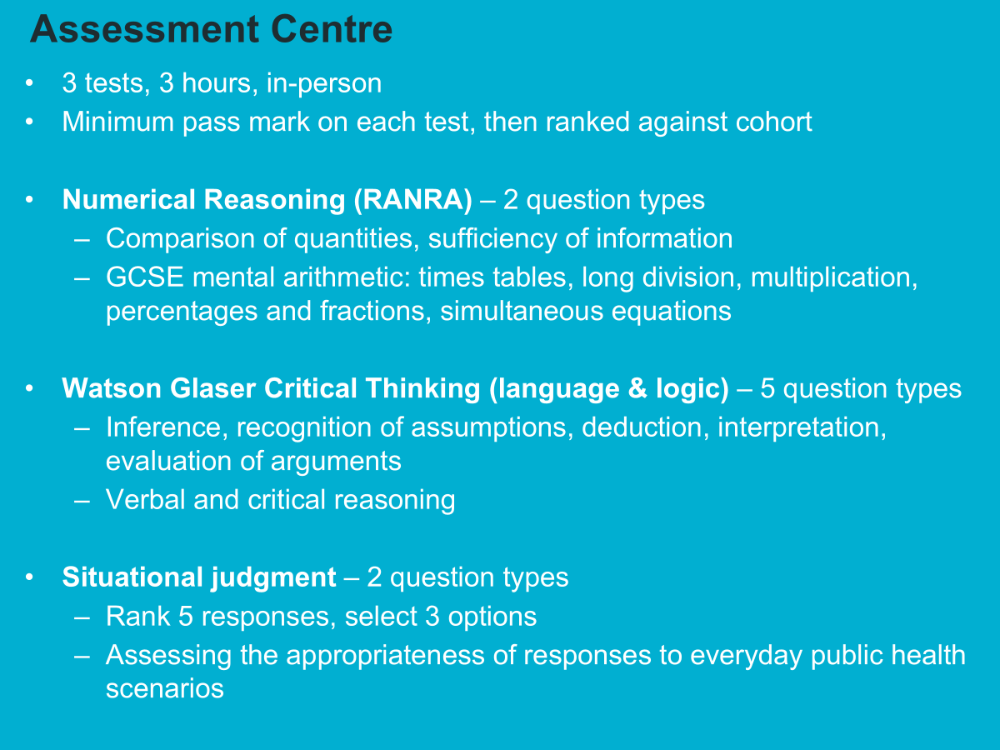 Assessment Centre
• 3 tests, 3 hours, in-person
• Minimum pass mark on each test, then ranked against cohort
• Numerical Reasoning (RANRA) – 2 question types
– Comparison of quantities, sufficiency of information
– GCSE mental arithmetic: times tables, long division, multiplication,
percentages and fractions, simultaneous equations
• Watson Glaser Critical Thinking (language & logic) – 5 question types
– Inference, recognition of assumptions, deduction, interpretation,
evaluation of arguments
– Verbal and critical reasoning
• Situational judgment – 2 question types
– Rank 5 responses, select 3 options
– Assessing the appropriateness of responses to everyday public health
scenarios